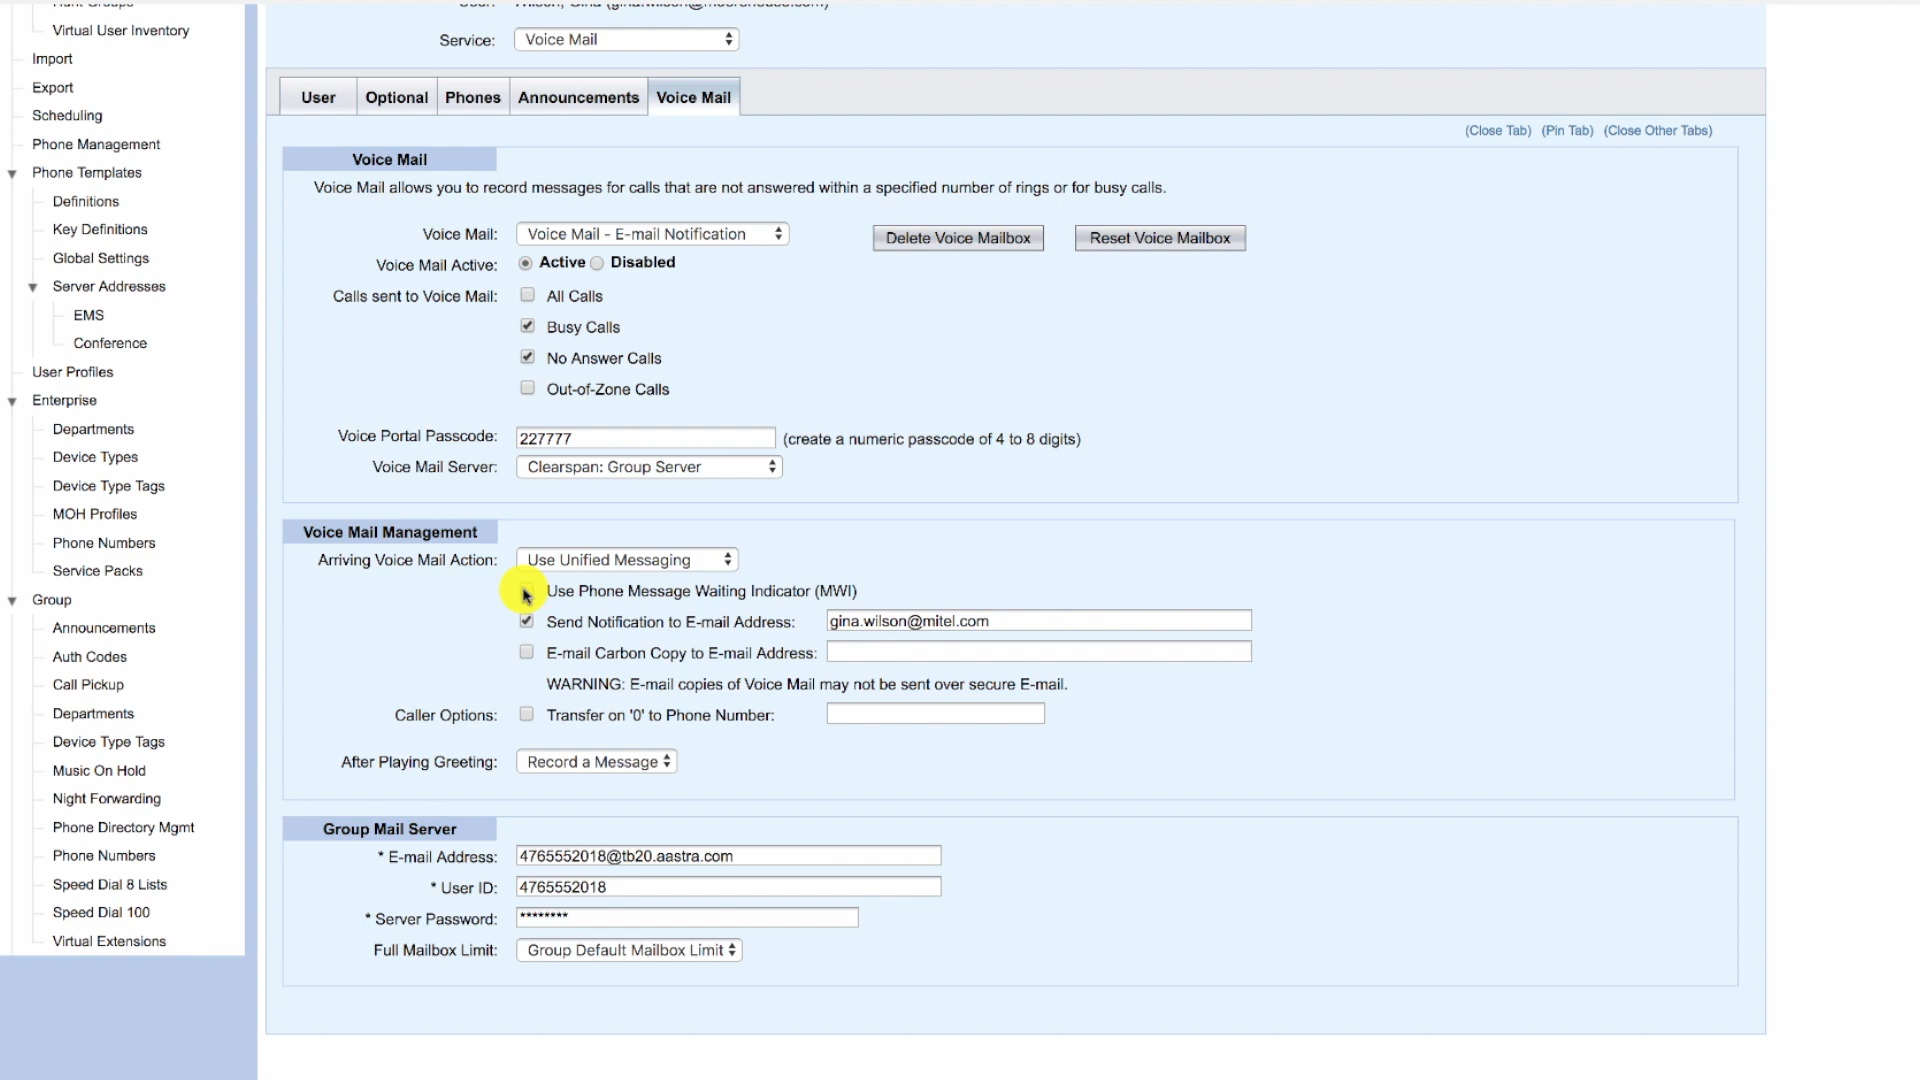 Virtual User Inventory
Import
Export
Scheduling
Phone Management
Phone Templates
Definitions
Key Definitions
Global Settings
Server Addresses
EMS
Conference
User Profiles
Enterprise
Departments
Device Types
Device Type Tags
MOH Profiles
Phone Numbers
Service Packs
Group
Announcements
Auth Codes
Call Pickup
Departments
Device Type Tags
Music On Hold
Night Forwarding
Phone Directory Mgmt
Phone Numbers
Speed Dial 8 Lists
Speed Dial 100
Virtual Extensions
Service: Voice Mail
User Optional Phones Announcements Voice Mail
(Close Tab) (Pin Tab) (Close Other Tabs)
Voice Mail
Voice Mail allows you to record messages for calls that are not answered within a specified number of rings or for busy calls.
Voice Mail: Voice Mail - E-mail Notification Delete Voice Mailbox Reset Voice Mailbox
Voice Mail Active: Active Disabled
Calls sent to Voice Mail: All Calls
Busy Calls
No Answer Calls
Out-of-Zone Calls
Voice Portal Passcode: 227777 (create a numeric passcode of 4 to 8 digits)
Voice Mail Server: Clearspan: Group Server
Voice Mail Management
Arriving Voice Mail Action: Use Unified Messaging
Use Phone Message Waiting Indicator (MWI)
Send Notification to E-mail Address: gina.wilson@mitel.com
E-mail Carbon Copy to E-mail Address:
WARNING: E-mail copies of Voice Mail may not be sent over secure E-mail.
Caller Options: Transfer on '0' to Phone Number:
After Playing Greeting: Record a Message
Group Mail Server
* E-mail Address: 4765552018@tb20.aastra.com
* User ID: 4765552018
* Server Password: ********
Full Mailbox Limit: Group Default Mailbox Limit